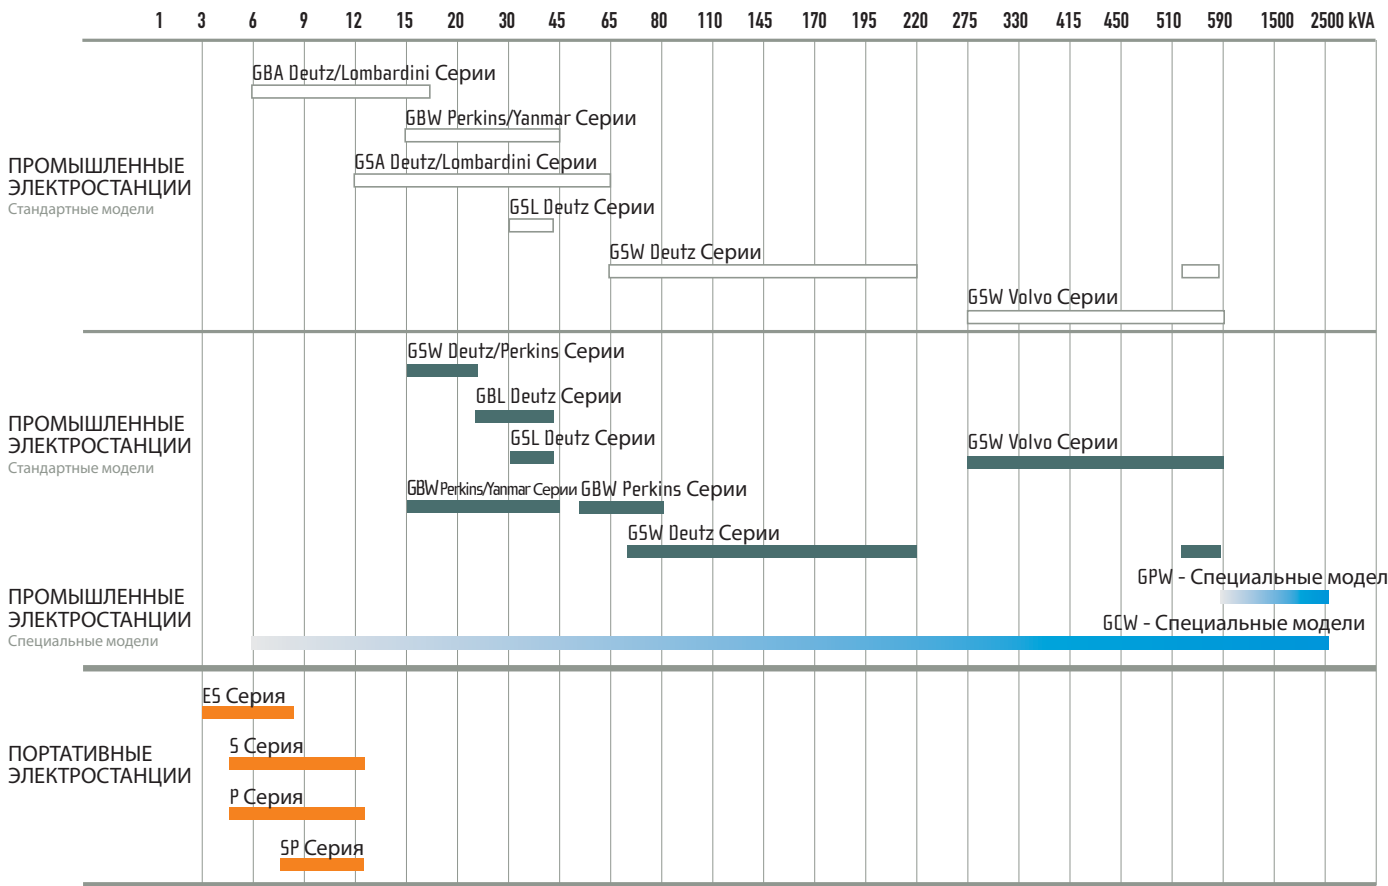 1 3 6 9 12 15 20 30 45 65 80 110 145 170 195 220 275 330 415 450 510 590 1500 2500 kVA
GBA Deutz/Lombardini Серии
GBW Perkins/Yanmar Серии
ПРОМЫШЛЕННЫЕ
ЭЛЕКТРОСТАНЦИИ
Стандартные модели
GSA Deutz/Lombardini Серии
GSL Deutz Серии
GSW Deutz Серии
GSW Volvo Серии
GSW Deutz/Perkins Серии
GBL Deutz Серии
ПРОМЫШЛЕННЫЕ
ЭЛЕКТРОСТАНЦИИ
Стандартные модели
GSL Deutz Серии
GSW Volvo Серии
GBW Perkins/Yanmar Серии
GBW Perkins Серии
GSW Deutz Серии
GPW - Специальные модел
ПРОМЫШЛЕННЫЕ
ЭЛЕКТРОСТАНЦИИ
Специальные модели
GCW - Специальные модели
ES Серия
S Серия
ПОРТАТИВНЫЕ
ЭЛЕКТРОСТАНЦИИ
P Серия
SP Серия